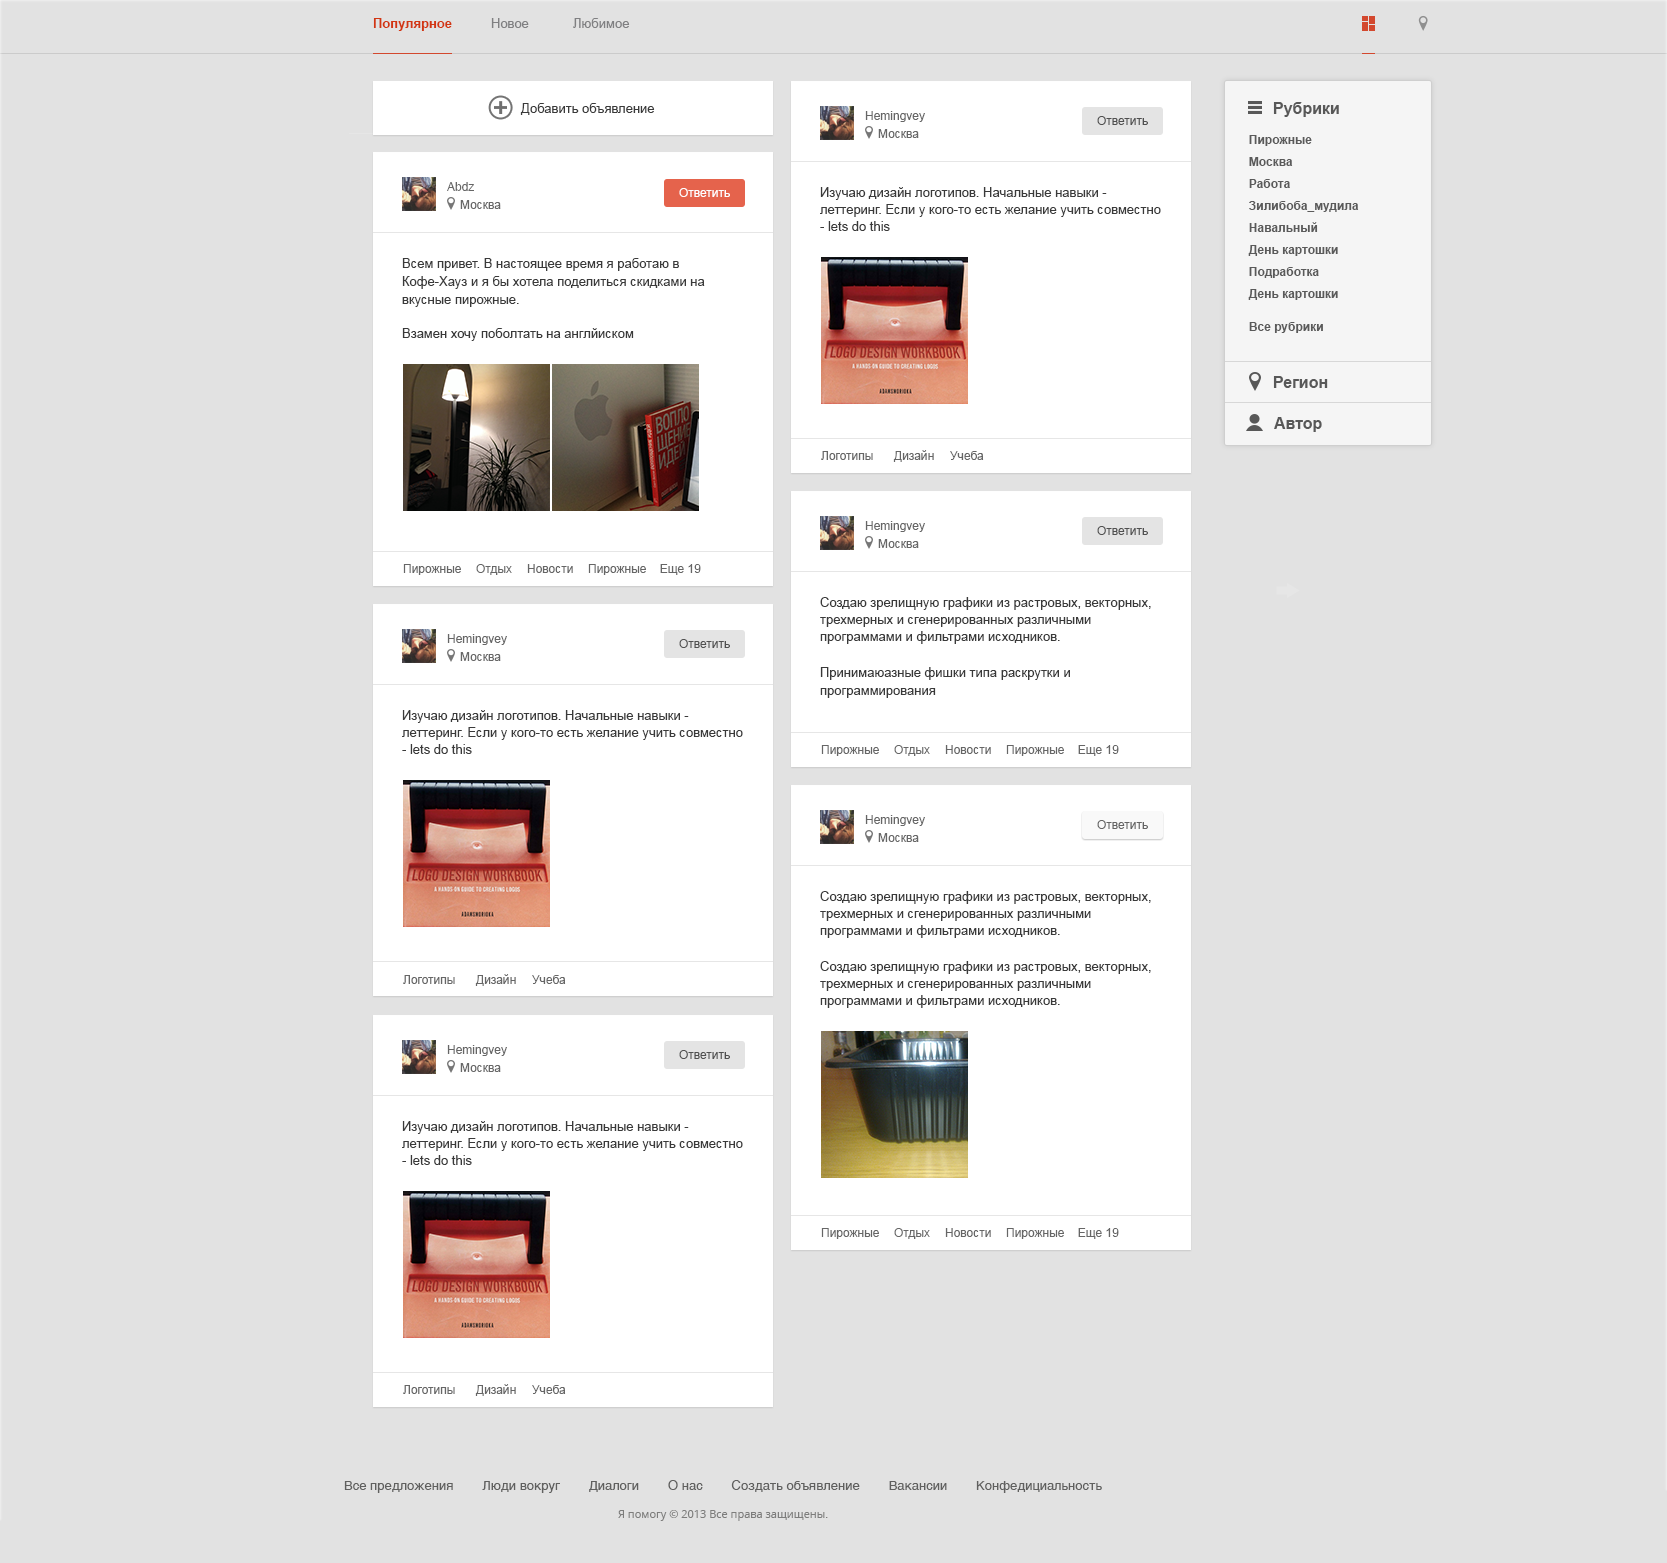 Популярное
Новое
Любимое
Добавить объявление
Abdz
Москва
Ответить
Всем привет. В настоящее время я работаю в
Кофе-Хауз и я бы хотела поделиться скидками на
вкусные пирожные.
Взамен хочу поболтать на англйиском
ВОПЛО
ЩЕНИЕ
ИДЕЙ
Пирожные
Отдых
Новости
Пирожные
Еще 19
Hemingvey
Москва
Ответить
Изучаю дизайн логотипов. Начальные навыки -
леттеринг. Если у кого-то есть желание учить совместно
- lets do this
LOGO DESIGN WORKBOOK
A HANDS-ON GUIDE TO CREATING LOGOS
ADAMSMORIOKA
Логотипы
Дизайн
Учеба
Hemingvey
Москва
Ответить
Изучаю дизайн логотипов. Начальные навыки -
леттеринг. Если у кого-то есть желание учить совместно
- lets do this
LOGO DESIGN WORKBOOK
A HANDS-ON GUIDE TO CREATING LOGOS
ADAMSMORIOKA
Логотипы
Дизайн
Учеба
Hemingvey
Москва
Ответить
Изучаю дизайн логотипов. Начальные навыки -
леттеринг. Если у кого-то есть желание учить совместно
- lets do this
LOGO DESIGN WORKBOOK
A HANDS-ON GUIDE TO CREATING LOGOS
ADAMSMORIOKA
Логотипы
Дизайн
Учеба
Hemingvey
Москва
Ответить
Создаю зрелищную графики из растровых, векторных,
трехмерных и сгенерированных различными
программами и фильтрами исходников.
Принимаюазные фишки типа раскрутки и
программирования
Пирожные
Отдых
Новости
Пирожные
Еще 19
Hemingvey
Москва
Ответить
Создаю зрелищную графики из растровых, векторных,
трехмерных и сгенерированных различными
программами и фильтрами исходников.
Создаю зрелищную графики из растровых, векторных,
трехмерных и сгенерированных различными
программами и фильтрами исходников.
Пирожные
Отдых
Новости
Пирожные
Еще 19
Рубрики
Пирожные
Москва
Работа
Зилибоба_мудила
Навальный
День картошки
Подработка
День картошки
Все рубрики
Регион
Автор
Все предложения
Люди вокруг
Диалоги
О нас
Создать объявление
Вакансии
Конфедициальность
Я помогу © 2013 Все права защищены.